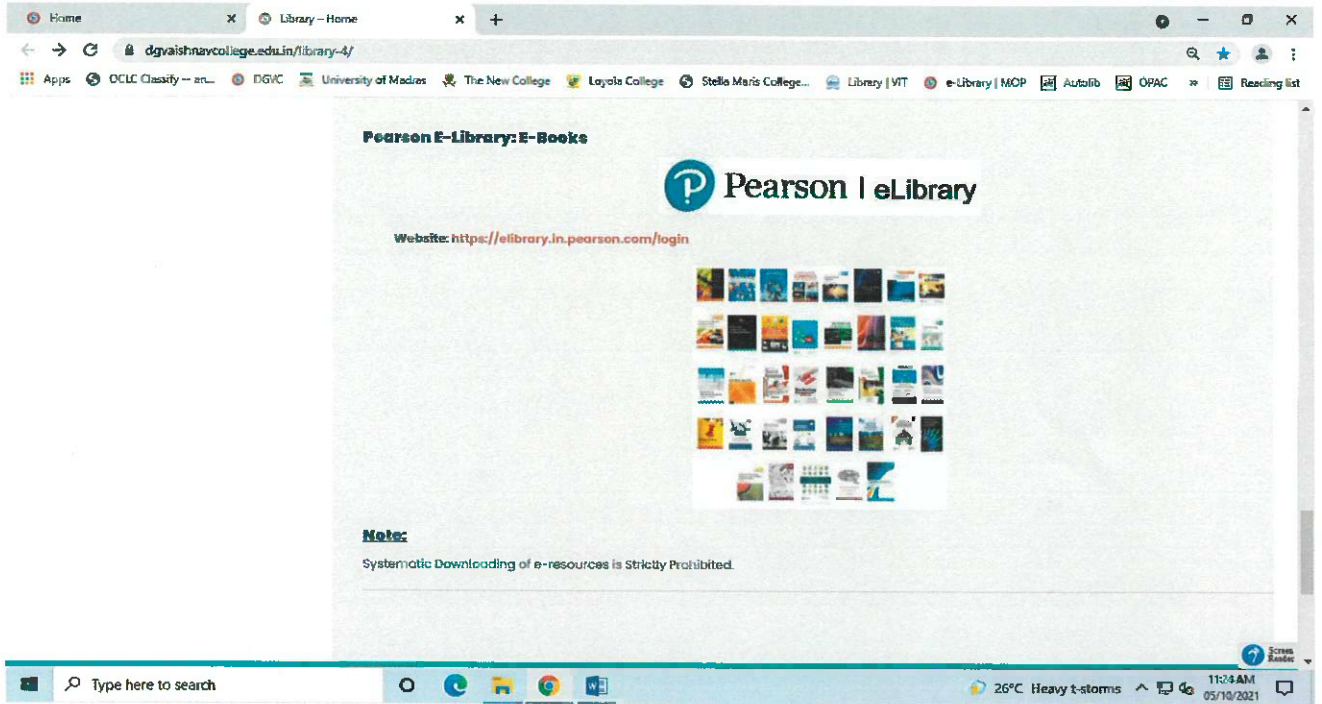 Home
Library – Home
dgvaishnavcollege.edu.in/library-4/
Apps OCLC Classify -- an... DGVC University of Madras The New College Loyola College Stella Maris College... Library | VIT e-Library | MOP Autolib OPAC » Reading list
Pearson E-Library: E-Books
Pearson | eLibrary
Website: https://elibrary.in.pearson.com/login
Note:
Systematic Downloading of e-resources is Strictly Prohibited.
Screen
Reader
Type here to search
26°C Heavy t-storms
11:24 AM
05/10/2021